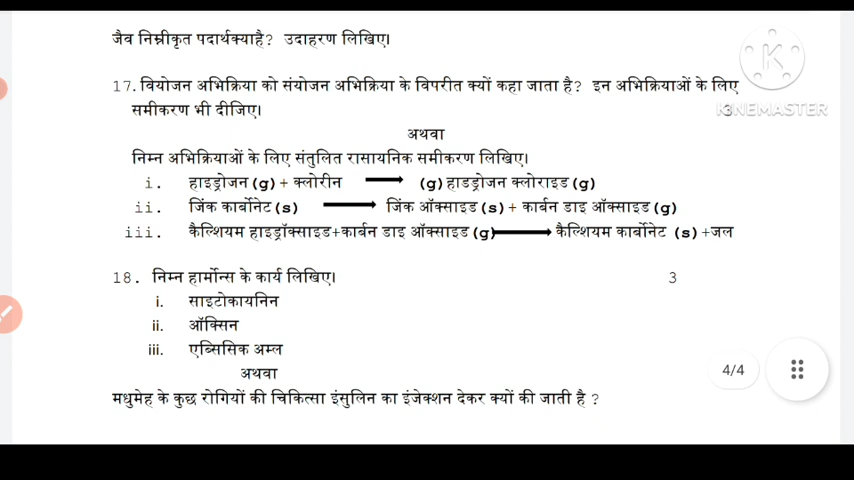 जैव निम्नीकृत पदार्थक्याहै? उदाहरण लिखिए।
17. वियोजन अभिक्रिया को संयोजन अभिक्रिया के विपरीत क्यों कहा जाता है? इन अभिक्रियाओं के लिए
समीकरण भी दीजिए। 3
अथवा
निम्न अभिक्रियाओं के लिए संतुलित रासायनिक समीकरण लिखिए।
i. हाइड्रोजन (g) + क्लोरीन ⟶ (g) हाडड्रोजन क्लोराइड (g)
ii. जिंक कार्बोनेट (s) ⟶ जिंक ऑक्साइड (s) + कार्बन डाइ ऑक्साइड (g)
iii. कैल्शियम हाइड्रॉक्साइड+कार्बन डाइ ऑक्साइड (g) ⟶ कैल्शियम कार्बोनेट (s) +जल
18. निम्न हार्मोन्स के कार्य लिखिए। 3
i. साइटोकायनिन
ii. ऑक्सिन
iii. एब्सिसिक अम्ल
अथवा
मधुमेह के कुछ रोगियों की चिकित्सा इंसुलिन का इंजेक्शन देकर क्यों की जाती है ?
K
KINEMASTER
4/4